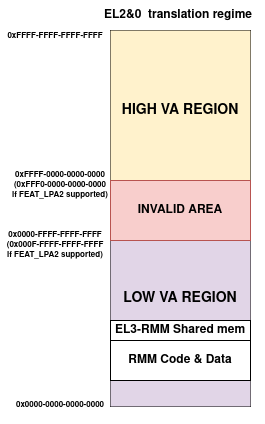 EL2&0 translation regime
0xFFFF-FFFF-FFFF-FFFF
HIGH VA REGION
0xFFFF-0000-0000-0000
(0xFFF0-0000-0000-0000
If FEAT_LPA2 supported)
INVALID AREA
0x0000-FFFF-FFFF-FFFF
(0x000F-FFFF-FFFF-FFFF
If FEAT_LPA2 supported)
LOW VA REGION
EL3-RMM Shared mem
RMM Code & Data
0x0000-0000-0000-0000